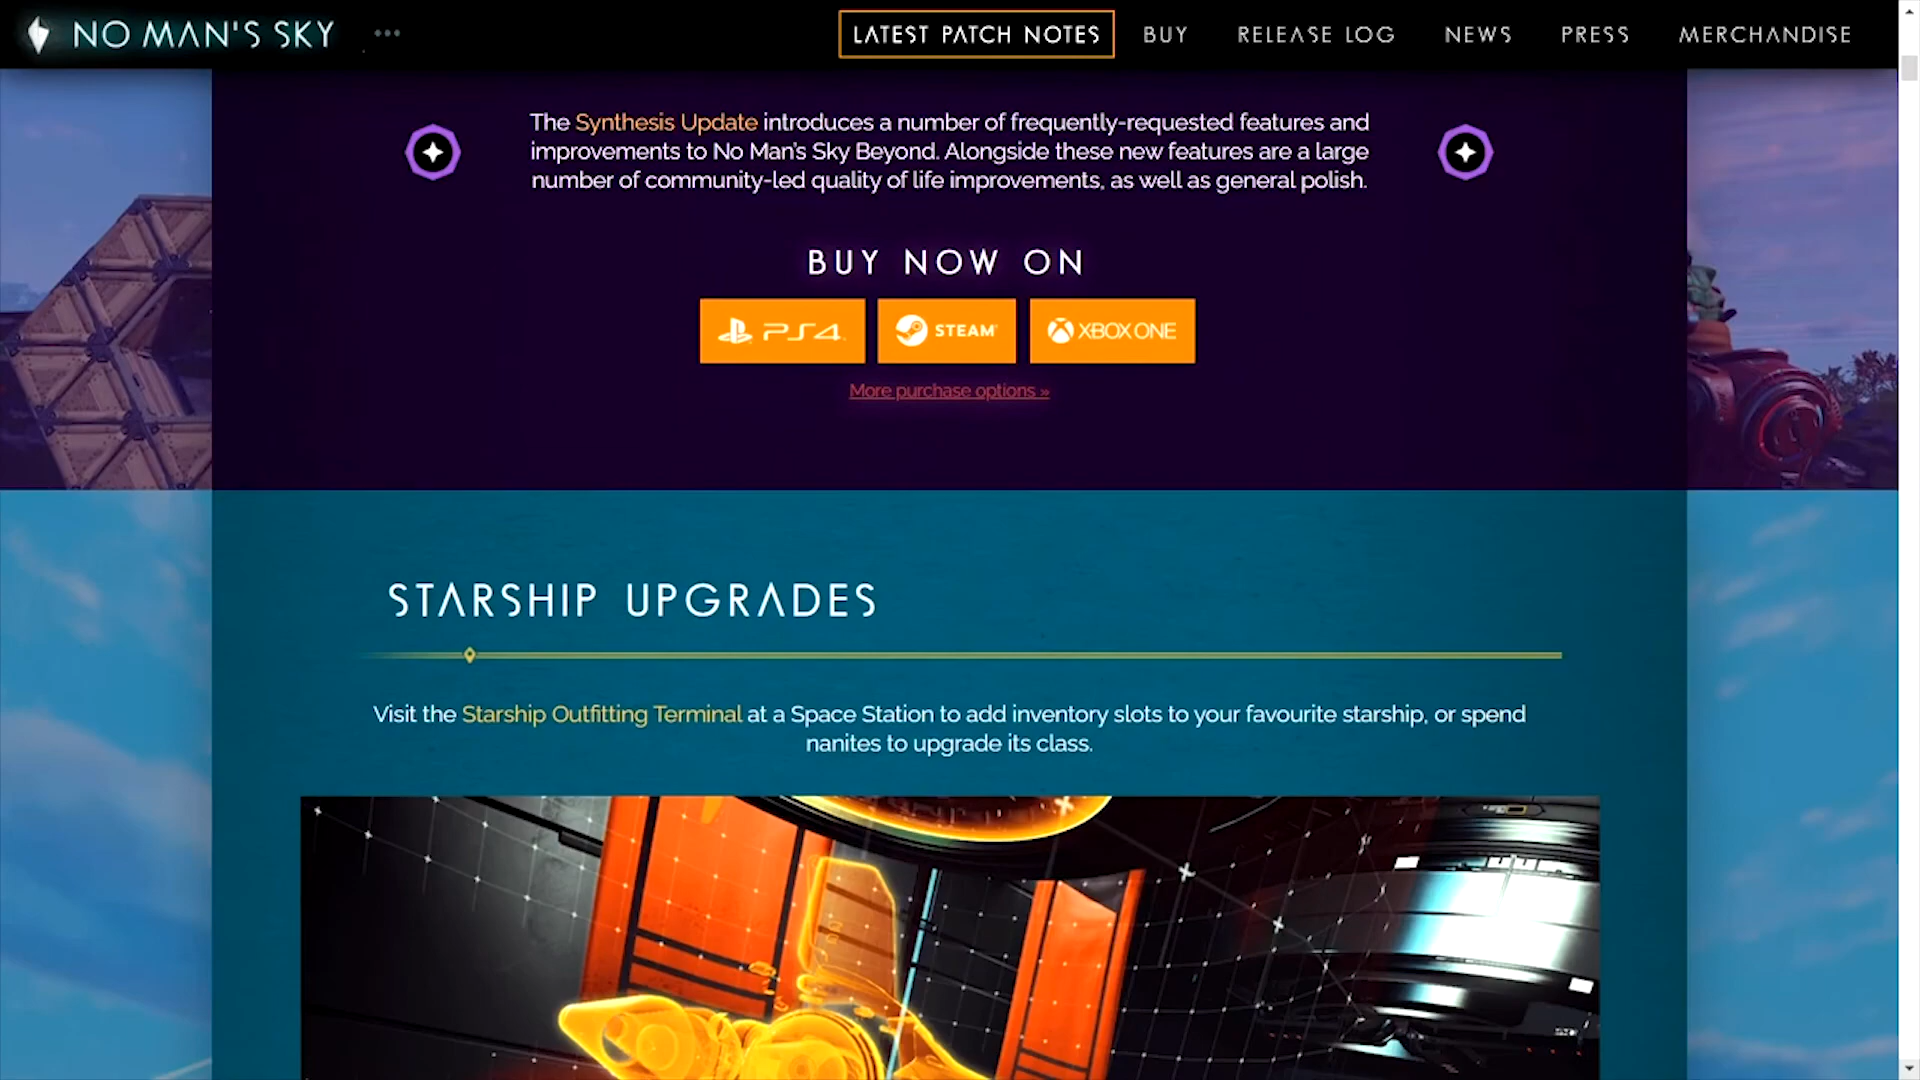 NO MAN'S SKY
LATEST PATCH NOTES
BUY
RELEASE LOG
NEWS
PRESS
MERCHANDISE
The Synthesis Update introduces a number of frequently-requested features and
improvements to No Man's Sky Beyond. Alongside these new features are a large
number of community-led quality of life improvements, as well as general polish.
BUY NOW ON
PS4
STEAM
XBOX ONE
More purchase options »
STARSHIP UPGRADES
Visit the Starship Outfitting Terminal at a Space Station to add inventory slots to your favourite starship, or spend
nanites to upgrade its class.